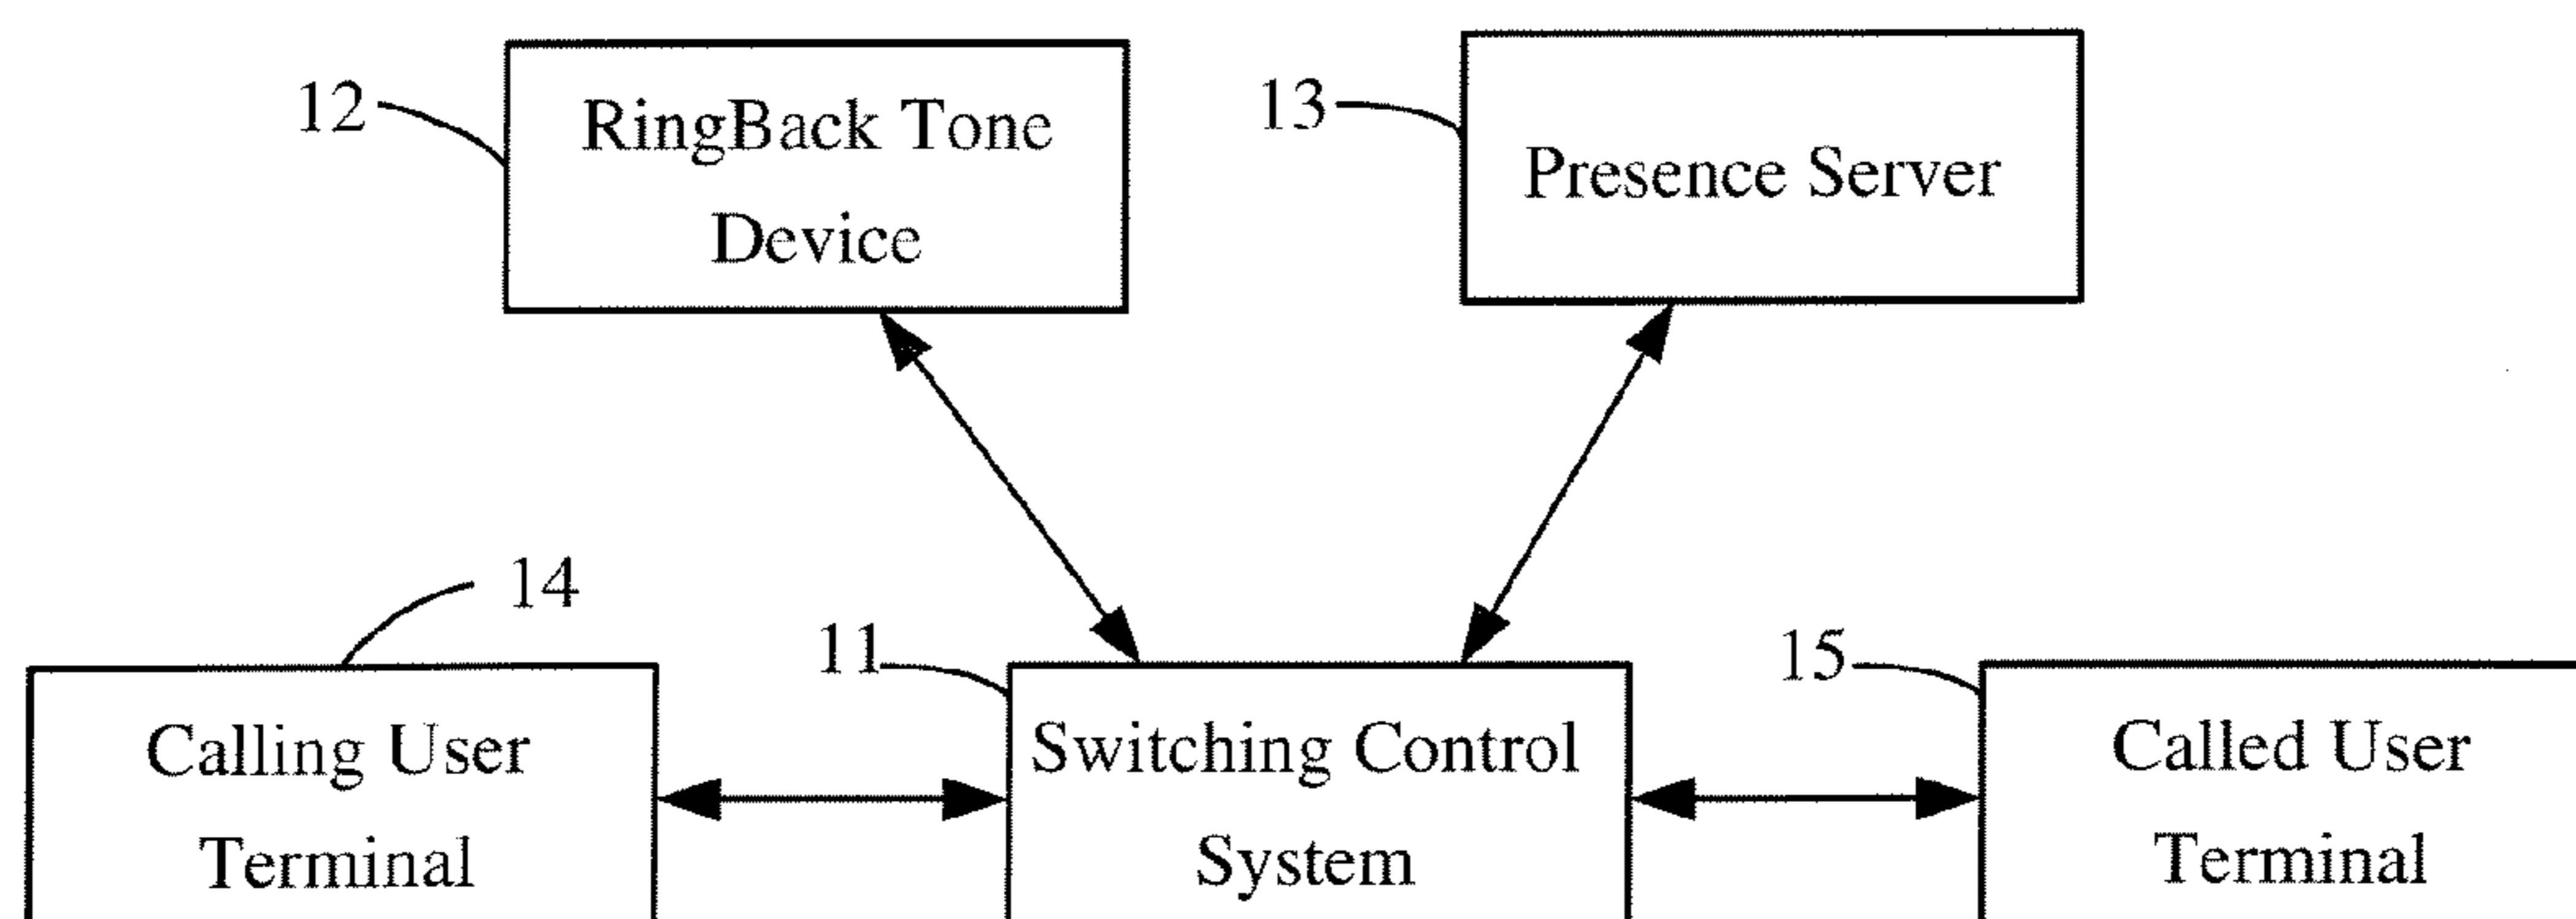 12
RingBack Tone
Device
13
Presence Server
14
Calling User
Terminal
11
Switching Control
System
15
Called User
Terminal